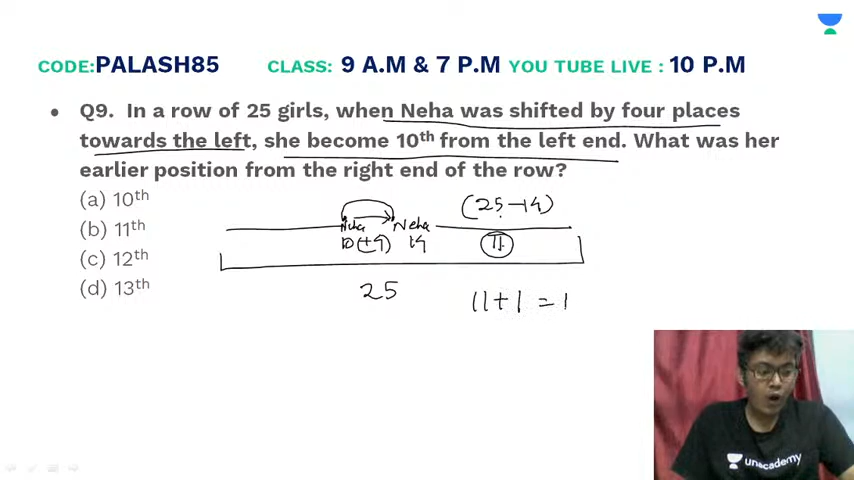 CODE:PALASH85 CLASS: 9 A.M & 7 P.M YOU TUBE LIVE : 10 P.M
• Q9. In a row of 25 girls, when Neha was shifted by four places
towards the left, she become 10th from the left end. What was her
earlier position from the right end of the row?
(a) 10th
(b) 11th
(c) 12th
(d) 13th
(25-14)
Neha Neha
10(+4) 14 11
25
11+1 = 1
unacademy